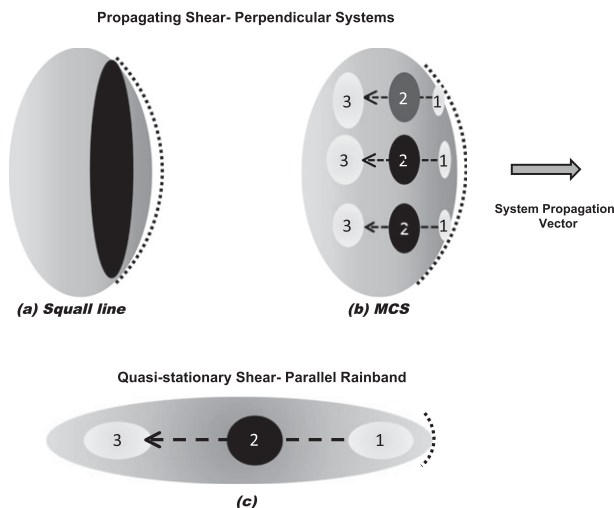 Propagating Shear- Perpendicular Systems
3 2 1
3 2 1
3 2 1
System Propagation
Vector
(a) Squall line
(b) MCS
Quasi-stationary Shear- Parallel Rainband
3 2 1
(c)